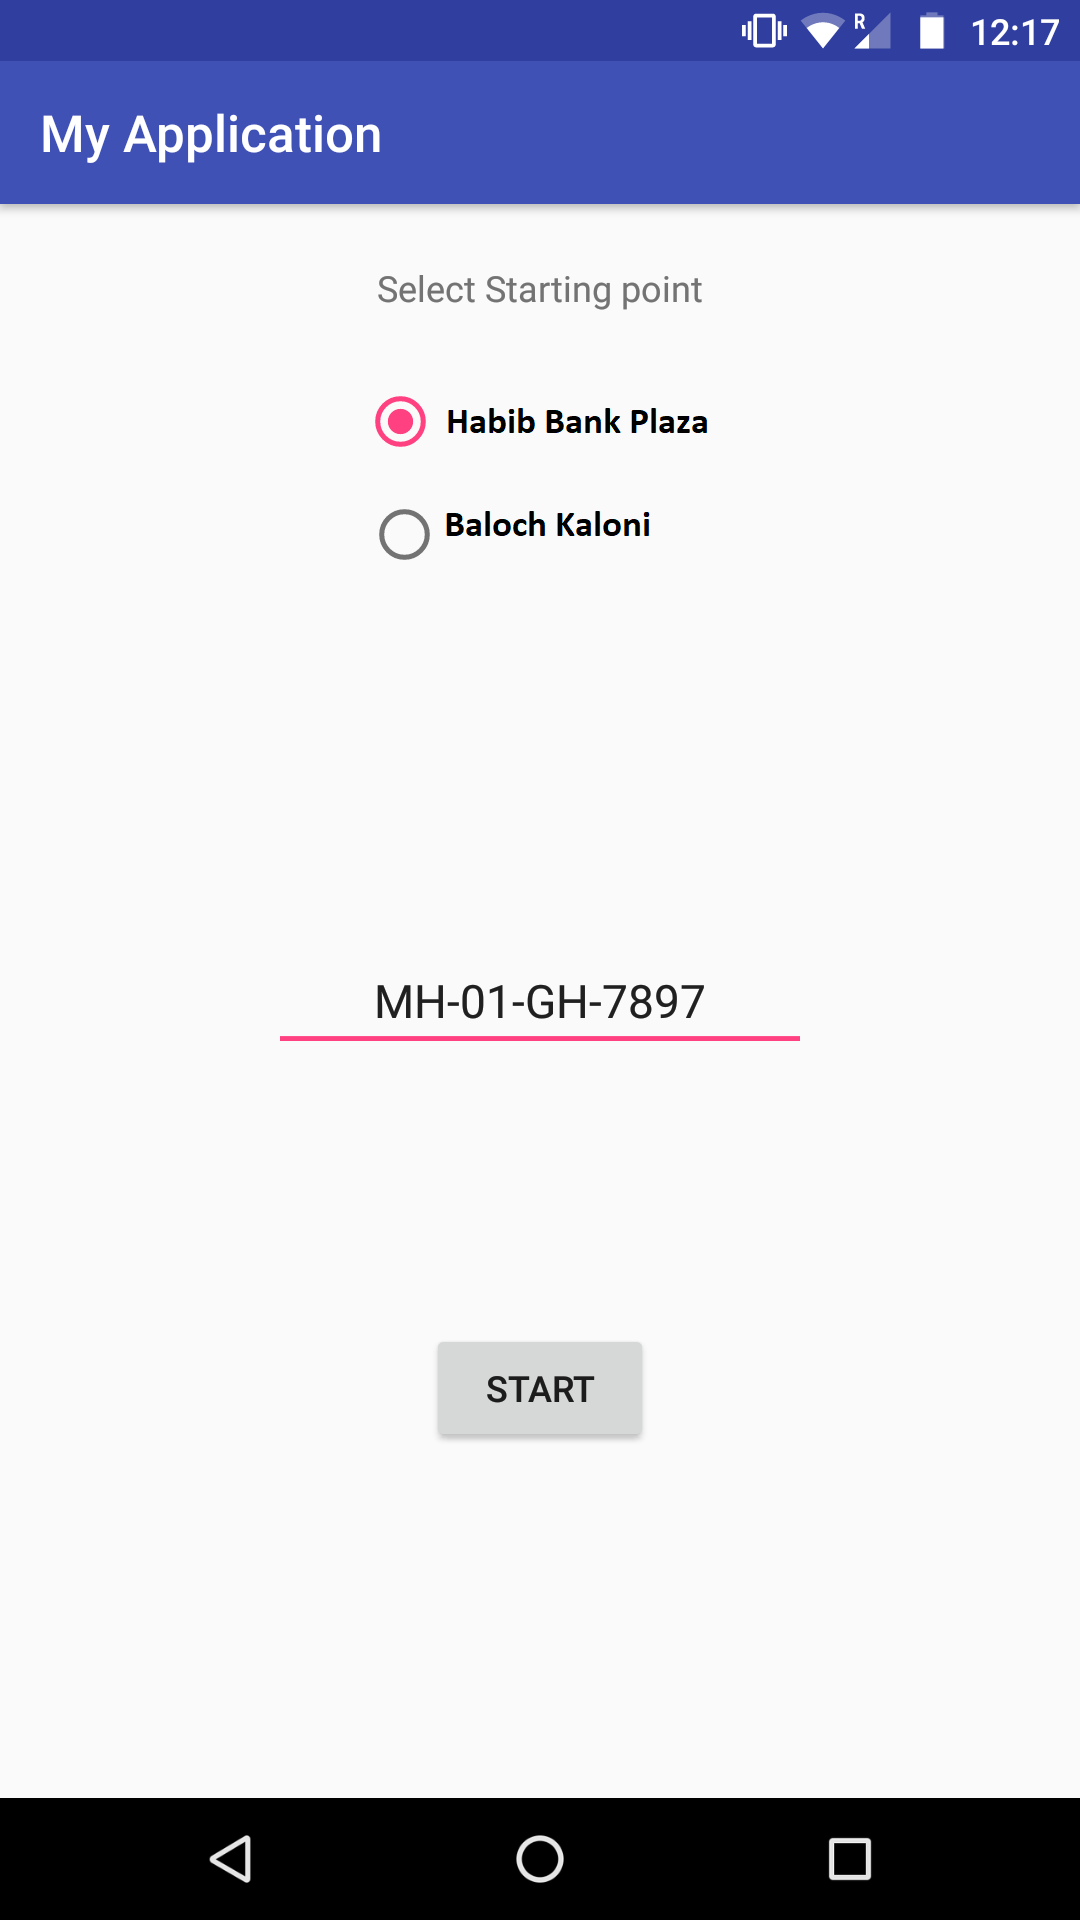 R 12:17
My Application
Select Starting point
Habib Bank Plaza
Baloch Kaloni
MH-01-GH-7897
START